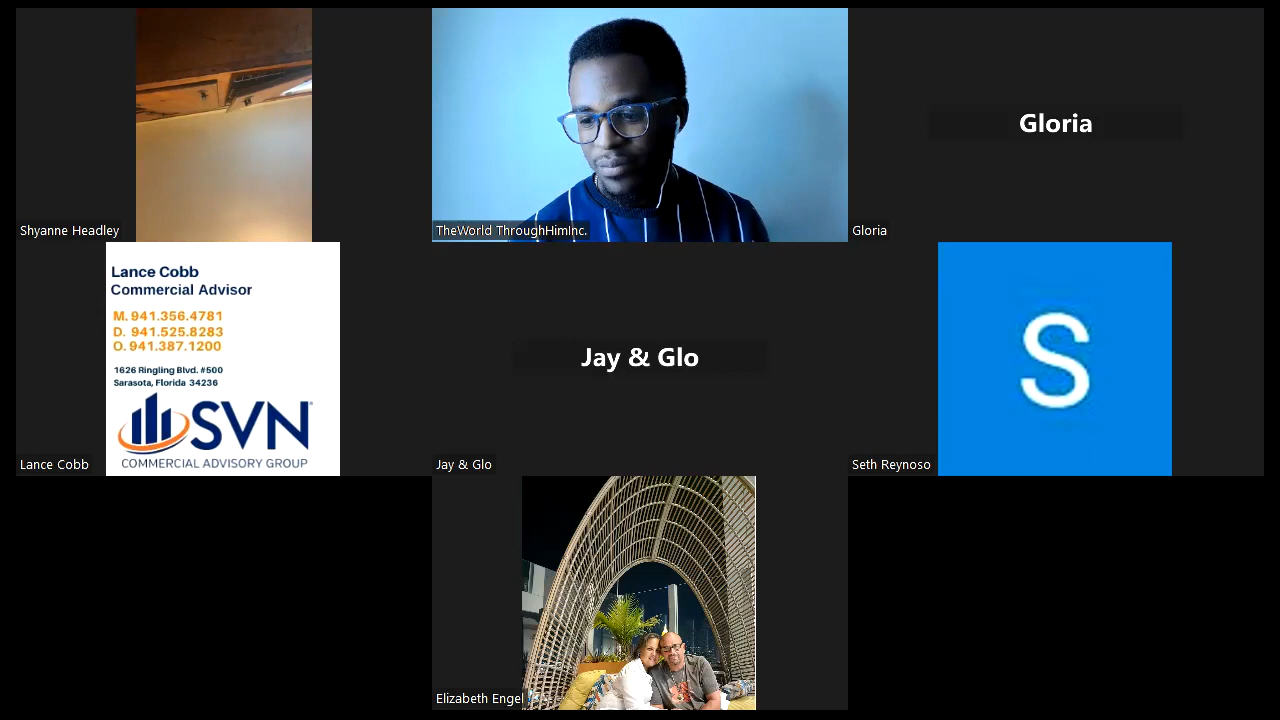 Gloria
Shyanne Headley
TheWorld ThroughHimInc.
Gloria
Lance Cobb
Commercial Advisor
M. 941.356.4781
D. 941.525.8283
O. 941.387.1200
1626 Ringling Blvd. #500
Sarasota, Florida 34236
SVN
COMMERCIAL ADVISORY GROUP
Jay & Glo
S
Lance Cobb
Jay & Glo
Seth Reynoso
Elizabeth Engel